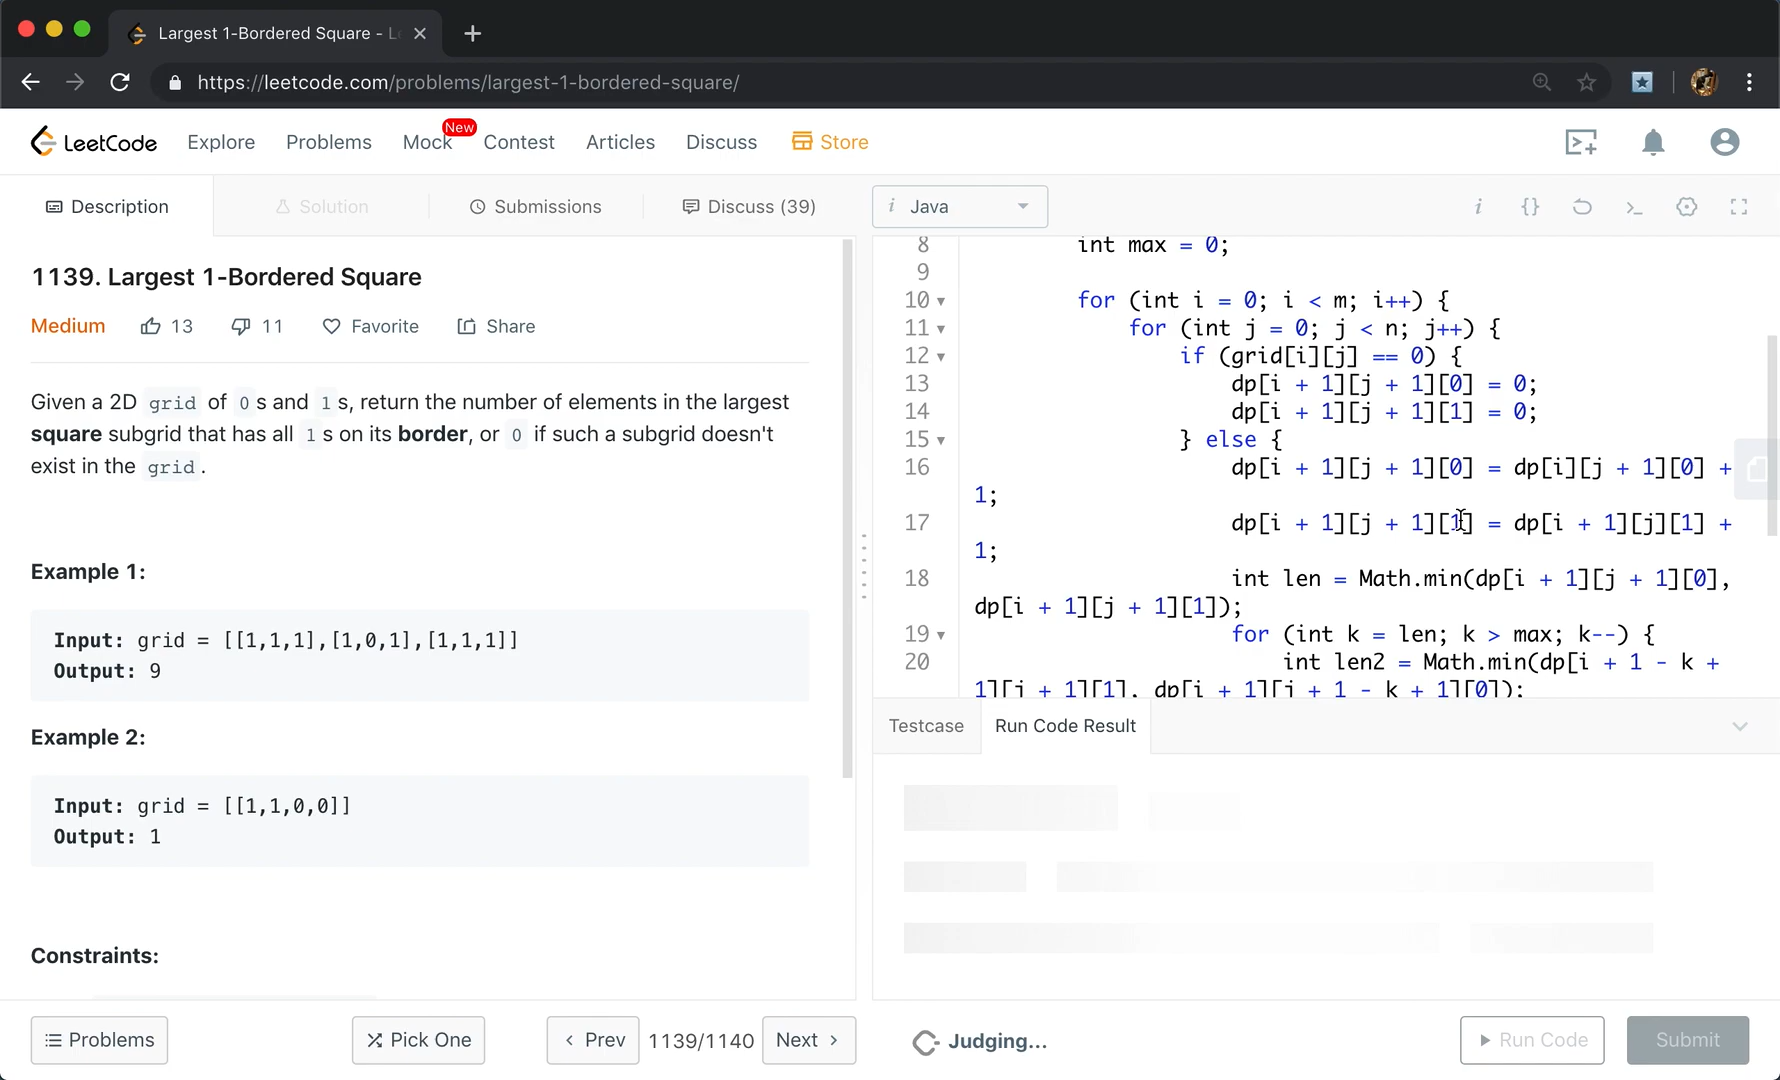 Largest 1-Bordered Square - Le
https://leetcode.com/problems/largest-1-bordered-square/
LeetCode
Explore
Problems
Mock
New
Contest
Articles
Discuss
Store
Description
Solution
Submissions
Discuss (39)
i Java
i
{}
>_
1139. Largest 1-Bordered Square
Medium
13
11
Favorite
Share
Given a 2D grid of 0 s and 1 s, return the number of elements in the largest
square subgrid that has all 1 s on its border, or 0 if such a subgrid doesn't
exist in the grid .
Example 1:
Input: grid = [[1,1,1],[1,0,1],[1,1,1]]
Output: 9
Example 2:
Input: grid = [[1,1,0,0]]
Output: 1
Constraints:
8 int max = 0;
9
10 for (int i = 0; i < m; i++) {
11 for (int j = 0; j < n; j++) {
12 if (grid[i][j] == 0) {
13 dp[i + 1][j + 1][0] = 0;
14 dp[i + 1][j + 1][1] = 0;
15 } else {
16 dp[i + 1][j + 1][0] = dp[i][j + 1][0] +
1;
17 dp[i + 1][j + 1][1] = dp[i + 1][j][1] +
1;
18 int len = Math.min(dp[i + 1][j + 1][0],
dp[i + 1][j + 1][1]);
19 for (int k = len; k > max; k--) {
20 int len2 = Math.min(dp[i + 1 - k +
1][j + 1][1], dp[i + 1][j + 1 - k + 1][0]);
Testcase
Run Code Result
Problems
Pick One
Prev
1139/1140
Next
Judging...
Run Code
Submit